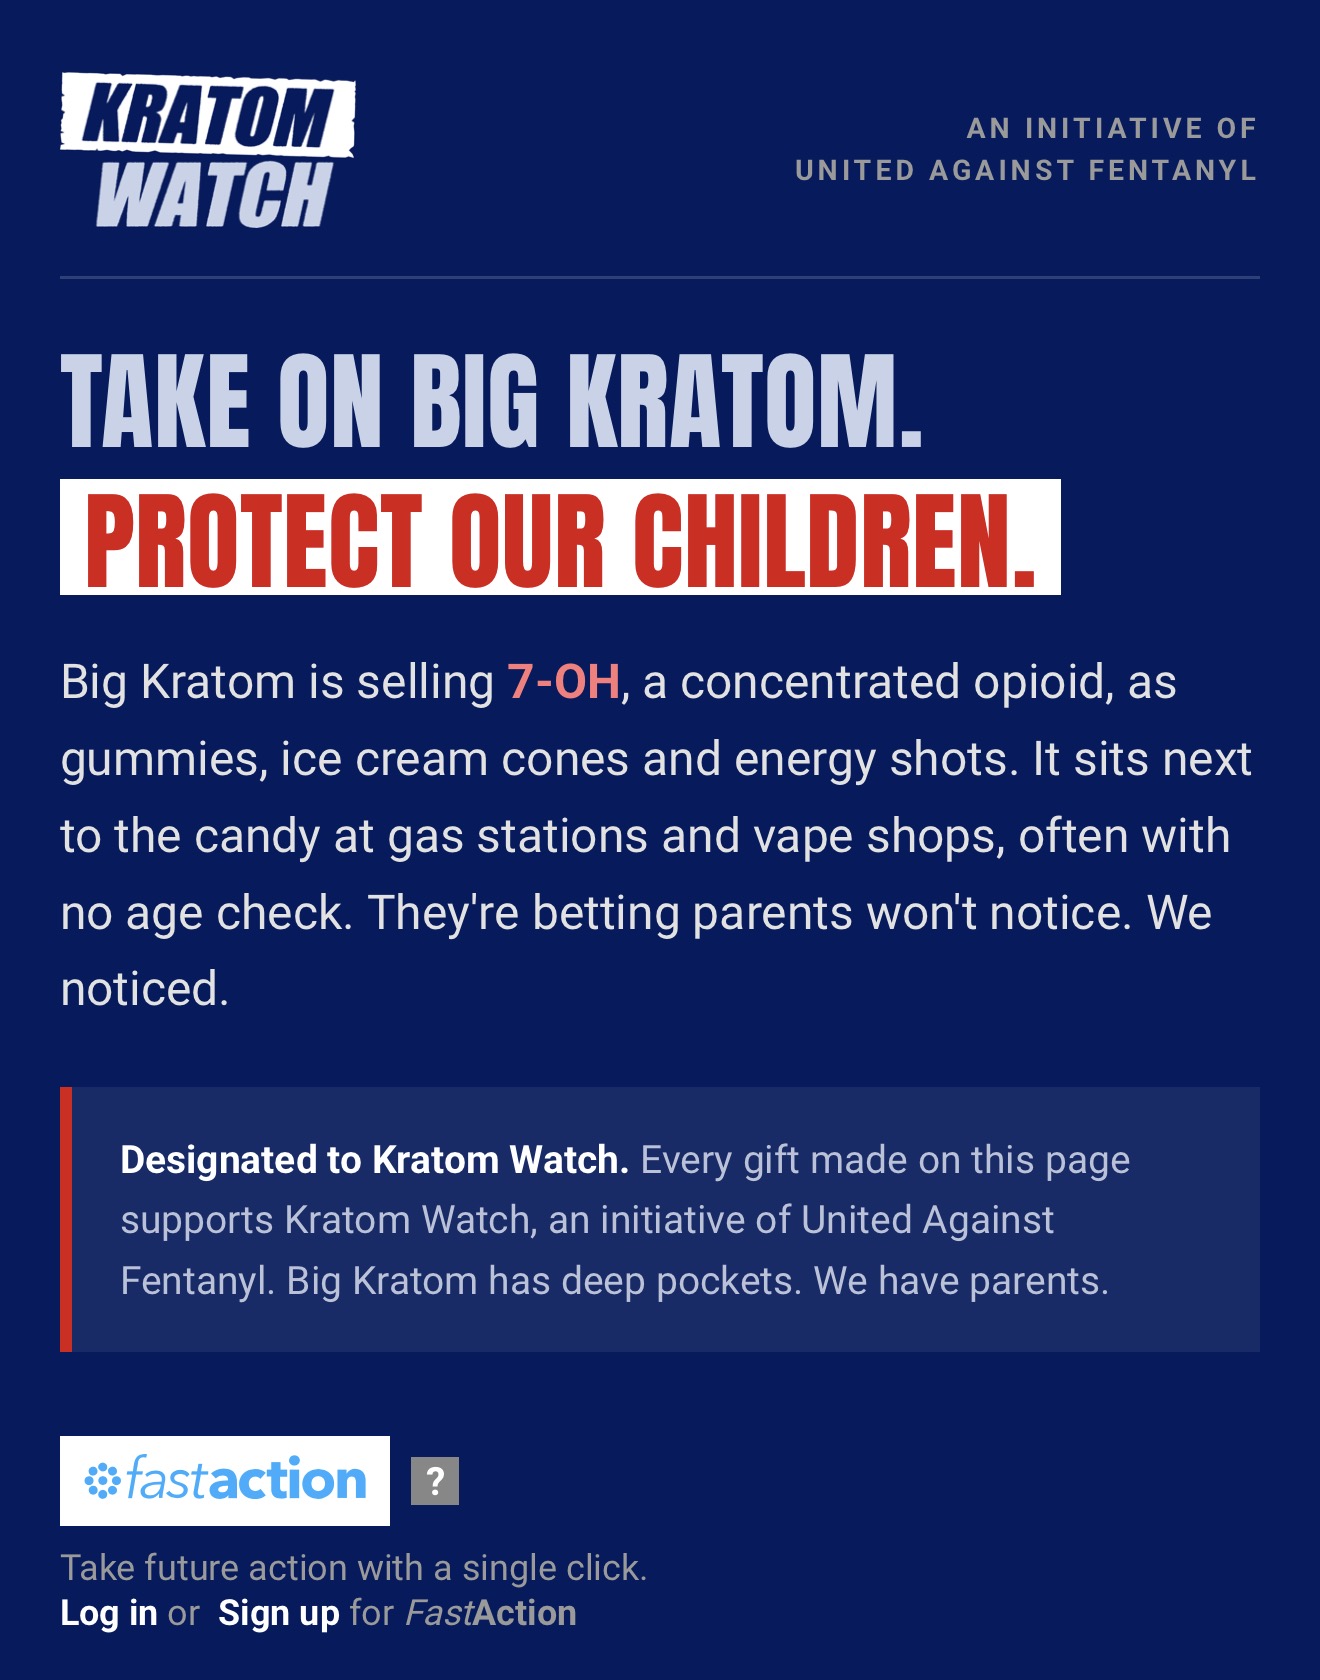 KRATOM
WATCH
AN INITIATIVE OF
UNITED AGAINST FENTANYL
TAKE ON BIG KRATOM.
PROTECT OUR CHILDREN.
Big Kratom is selling 7-OH, a concentrated opioid, as
gummies, ice cream cones and energy shots. It sits next
to the candy at gas stations and vape shops, often with
no age check. They're betting parents won't notice. We
noticed.
Designated to Kratom Watch. Every gift made on this page
supports Kratom Watch, an initiative of United Against
Fentanyl. Big Kratom has deep pockets. We have parents.
fastaction ?
Take future action with a single click.
Log in or Sign up for FastAction